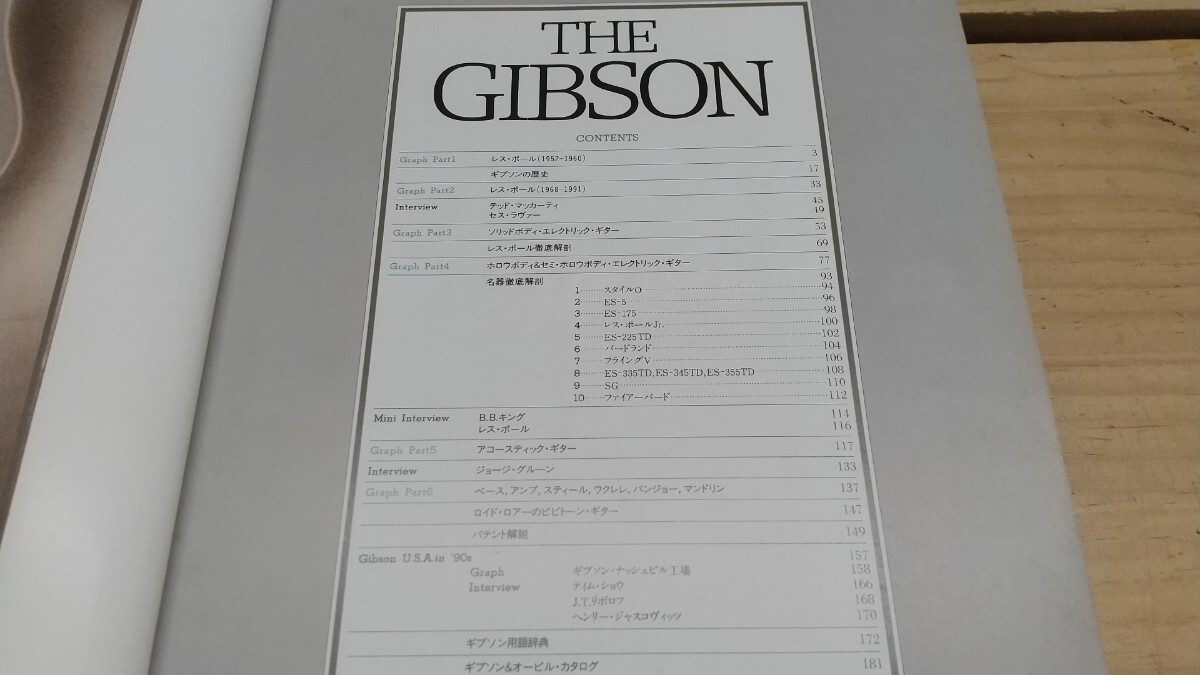 THE
GIBSON
CONTENTS
Graph Part1 レス・ポール(1952-1960) 3
ギブソンの歴史 17
Graph Part2 レス・ポール(1968-1991) 33
Interview テッド・マッカーティ 45
セス・ラヴァー 49
Graph Part3 ソリッドボディ・エレクトリック・ギター 53
レス・ポール徹底解剖 69
Graph Part4 ホロウボディ&セミ・ホロウボディ・エレクトリック・ギター 77
名器徹底解剖 93
1 スタイルO 94
2 ES-5 96
3 ES-175 98
4 レス・ポールJr. 100
5 ES-225TD 102
6 バードランド 104
7 フライングV 106
8 ES-335TD,ES-345TD,ES-355TD 108
9 SG 110
10 ファイアーバード 112
Mini Interview B.B.キング 114
レス・ポール 116
Graph Part5 アコースティック・ギター 117
Interview ジョージ・グルーン 133
Graph Part6 ベース,アンプ,スティール,ウクレレ,バンジョー,マンドリン 137
ロイド・ロアーのビビトーン・ギター 147
パテント解説 149
Gibson U.S.A.in '90s 157
Graph ギブソン・ナッシュビル工場 158
Interview ティム・ショウ 166
J.T.リボロフ 168
ヘンリー・ジャスコヴィッツ 170
ギブソン用語辞典 172
ギブソン&オービル・カタログ 181